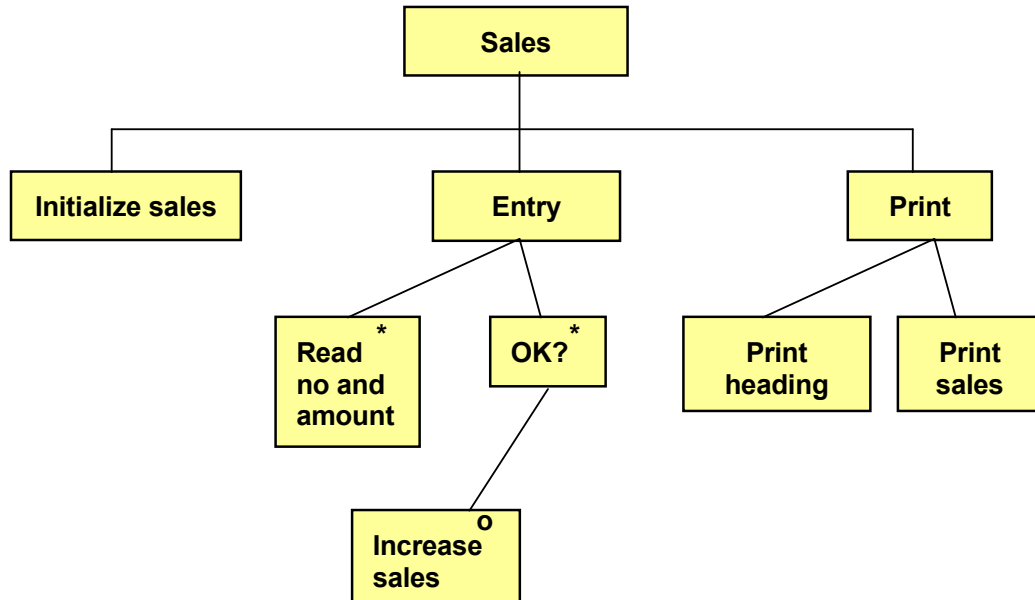 Sales
Initialize sales
Entry
Print
*
Read
no and
amount
*
OK?
Print
heading
Print
sales
o
Increase
sales